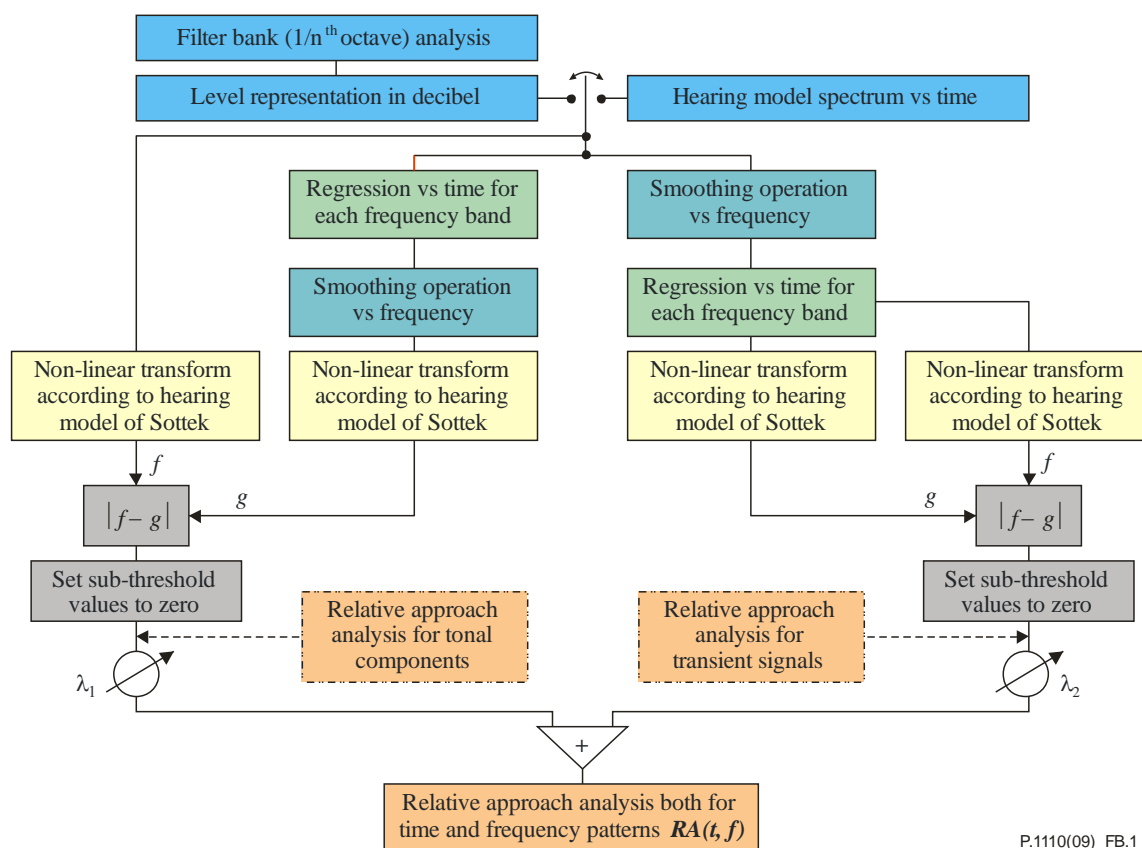 Filter bank (1/nth octave) analysis
Level representation in decibel
Hearing model spectrum vs time
Regression vs time for
each frequency band
Smoothing operation
vs frequency
Smoothing operation
vs frequency
Regression vs time for
each frequency band
Non-linear transform
according to hearing
model of Sottek
Non-linear transform
according to hearing
model of Sottek
Non-linear transform
according to hearing
model of Sottek
Non-linear transform
according to hearing
model of Sottek
f
f
g
g
|f – g|
|f – g|
Set sub-threshold
values to zero
Set sub-threshold
values to zero
Relative approach
analysis for tonal
components
Relative approach
analysis for
transient signals
λ1
λ2
+
Relative approach analysis both for
time and frequency patterns RA(t, f)
P.1110(09)_FB.1